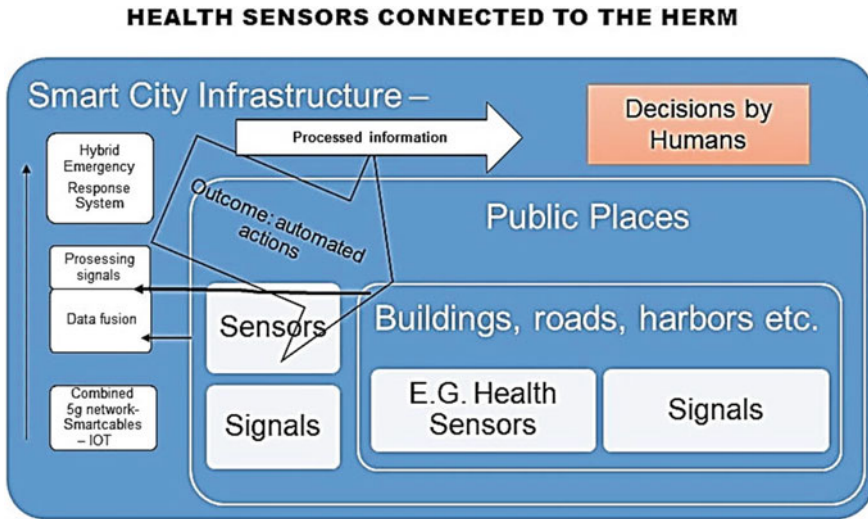 HEALTH SENSORS CONNECTED TO THE HERM
Smart City Infrastructure –
Processed information
Decisions by
Humans
Hybrid
Emergency
Response
System
Outcome: automated
actions
Public Places
Prosessing
signals
Data fusion
Sensors
Buildings, roads, harbors etc.
Combined
5g network-
Smartcables
– IOT
Signals
E.G. Health
Sensors
Signals